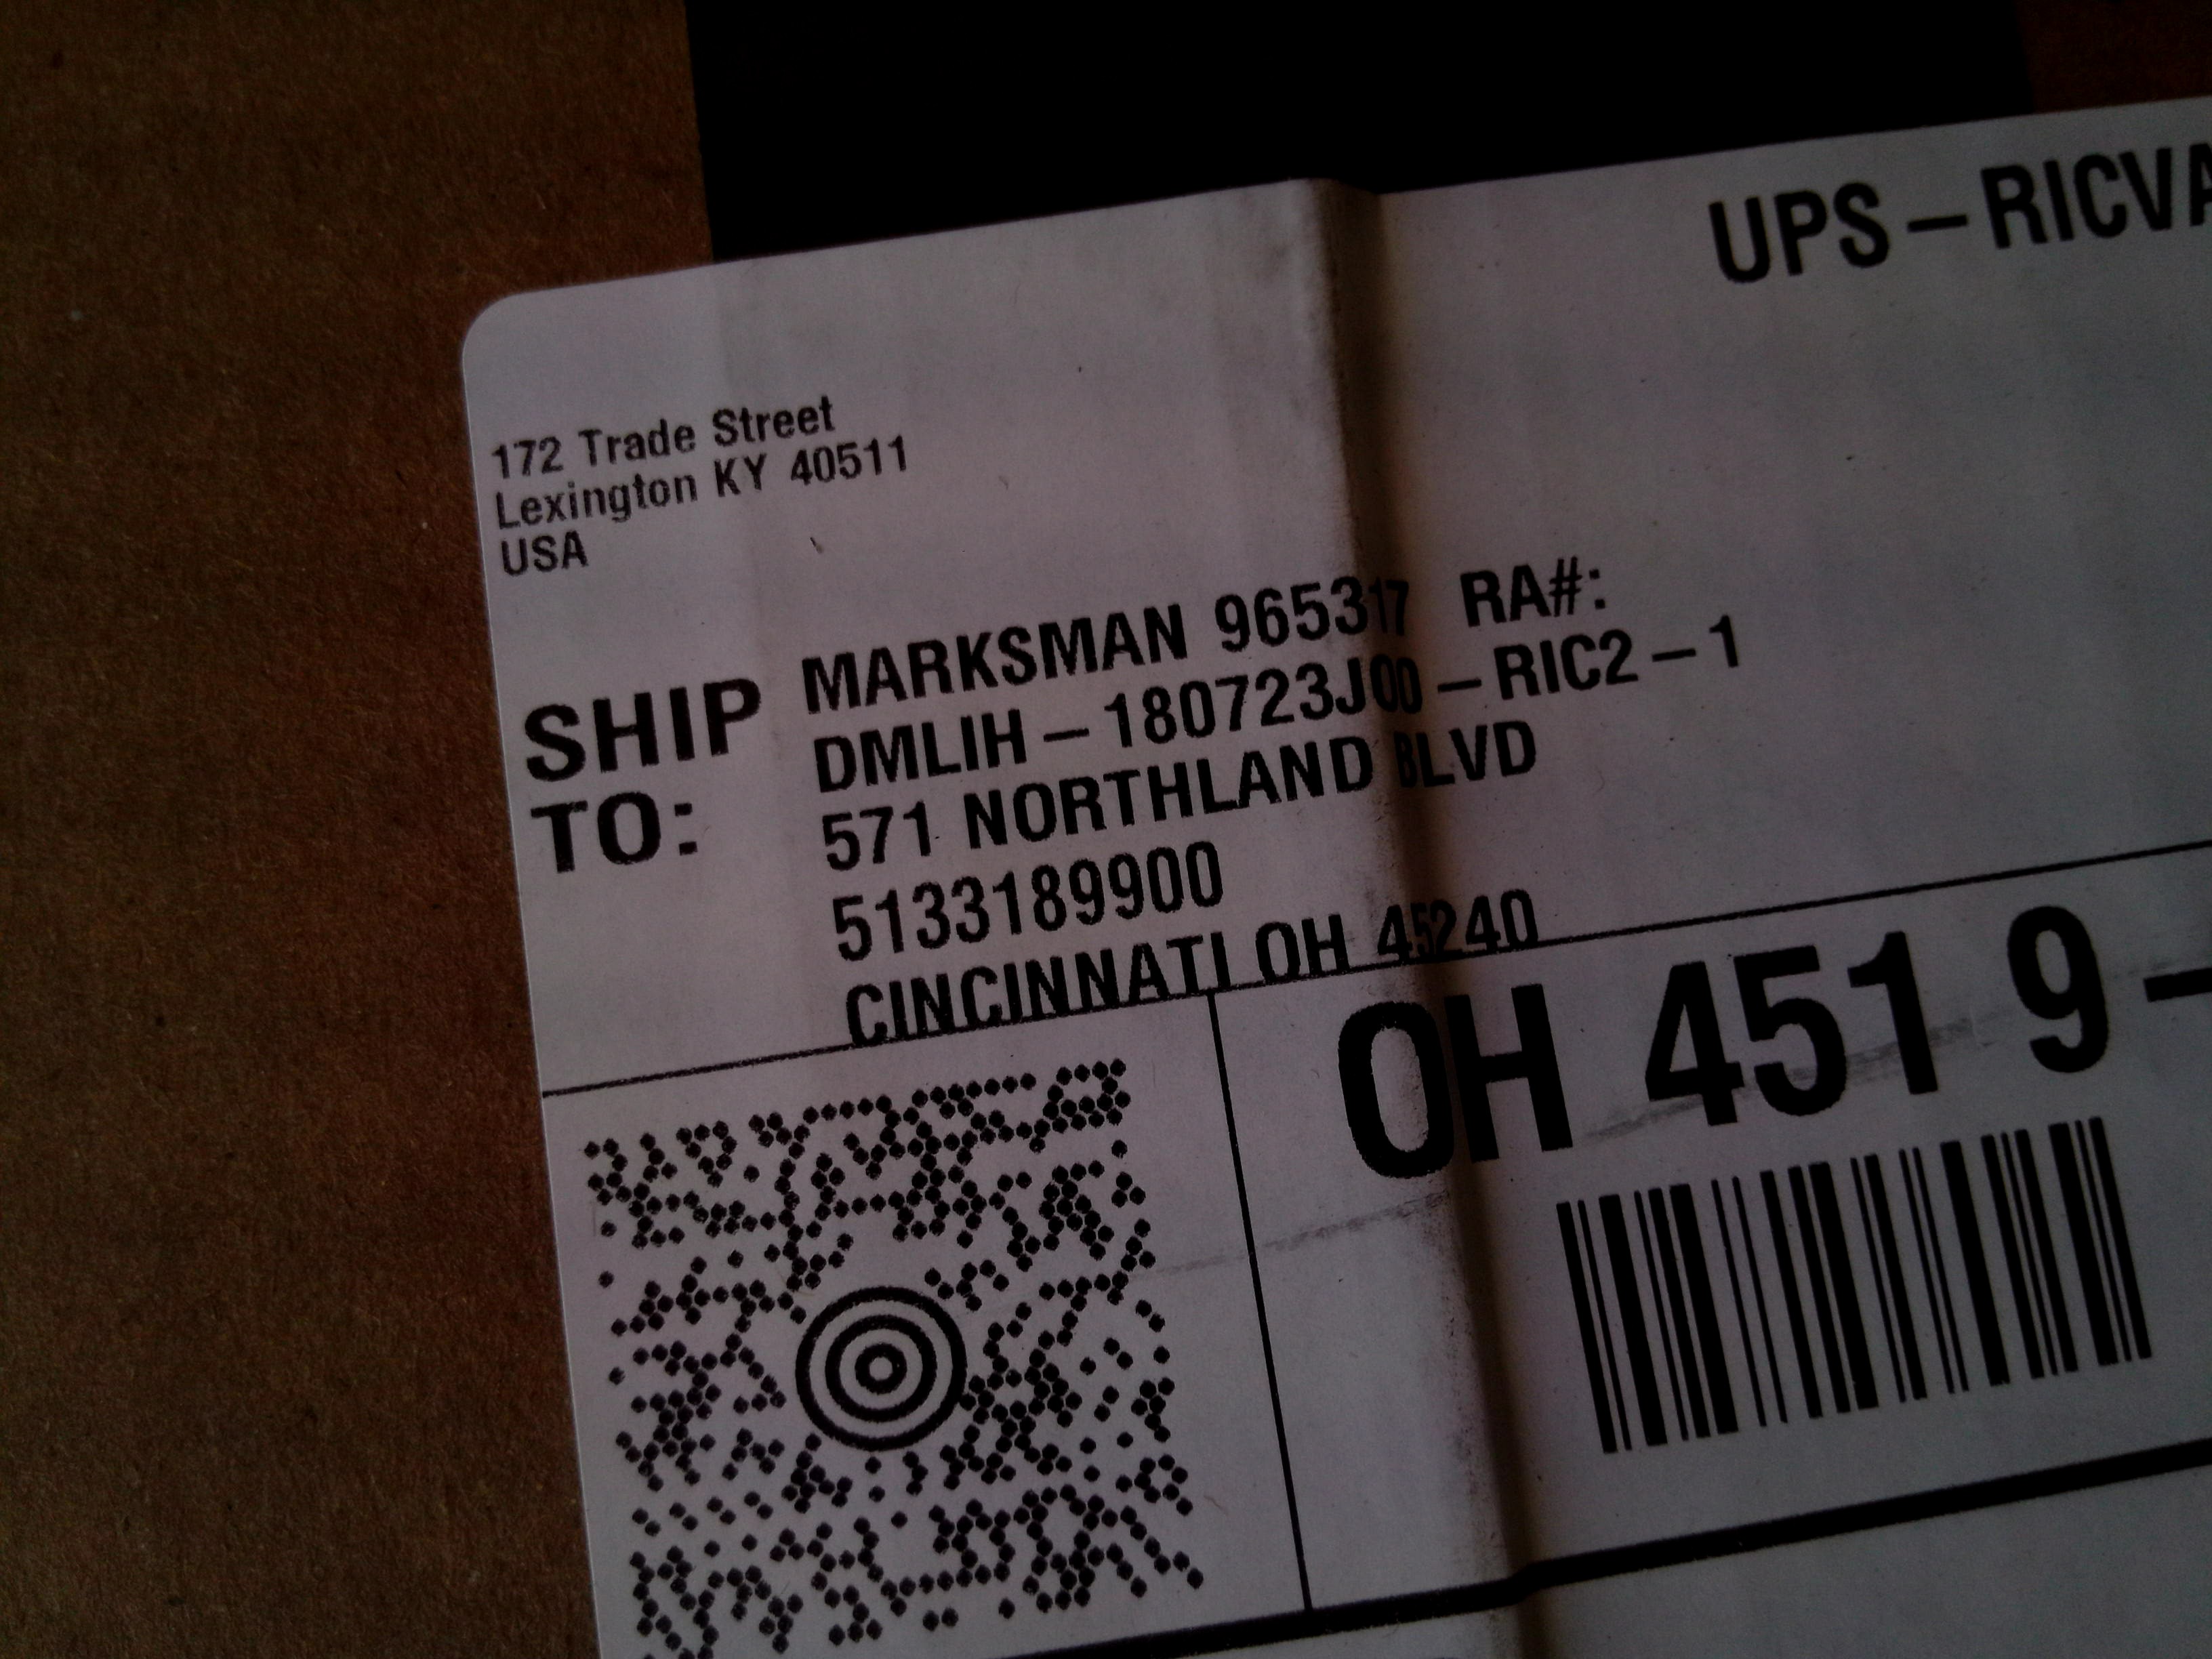 UPS – RICVA
172 Trade Street
Lexington KY 40511
USA
SHIP TO:
MARKSMAN 965317 RA#:
DMLIH – 180723J00 – RIC2 – 1
571 NORTHLAND BLVD
5133189900
CINCINNATI OH 45240
OH 451 9 –